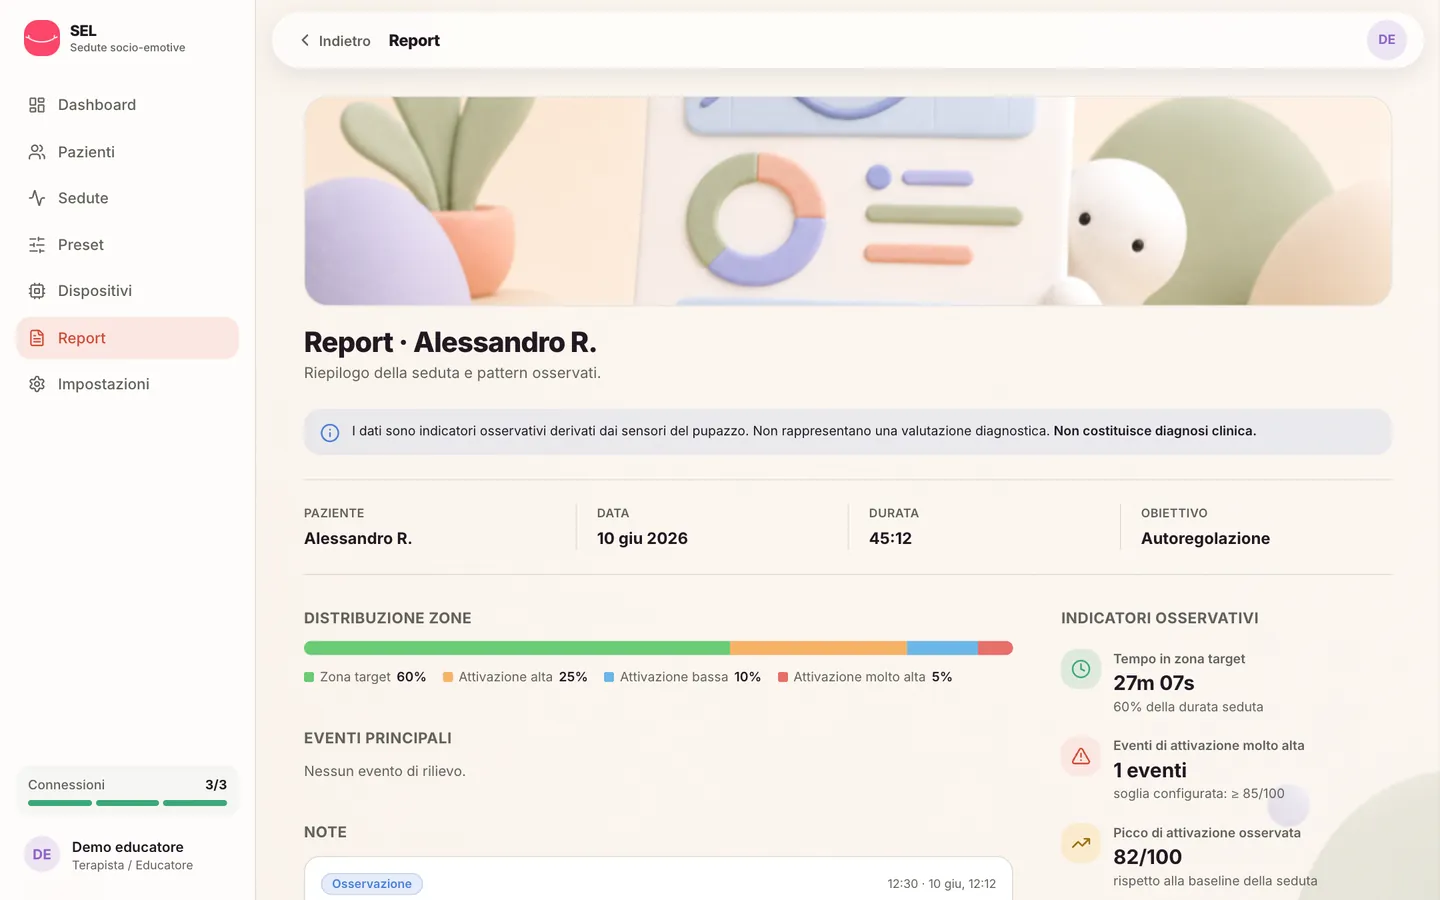 SEL
Sedute socio-emotive
Dashboard
Pazienti
Sedute
Preset
Dispositivi
Report
Impostazioni
Connessioni 3/3
DE
Demo educatore
Terapista / Educatore
Indietro Report
DE
Report · Alessandro R.
Riepilogo della seduta e pattern osservati.
I dati sono indicatori osservativi derivati dai sensori del pupazzo. Non rappresentano una valutazione diagnostica. Non costituisce diagnosi clinica.
PAZIENTE
Alessandro R.
DATA
10 giu 2026
DURATA
45:12
OBIETTIVO
Autoregolazione
DISTRIBUZIONE ZONE
Zona target 60% Attivazione alta 25% Attivazione bassa 10% Attivazione molto alta 5%
EVENTI PRINCIPALI
Nessun evento di rilievo.
NOTE
Osservazione 12:30 · 10 giu, 12:12
INDICATORI OSSERVATIVI
Tempo in zona target
27m 07s
60% della durata seduta
Eventi di attivazione molto alta
1 eventi
soglia configurata: ≥ 85/100
Picco di attivazione osservata
82/100
rispetto alla baseline della seduta